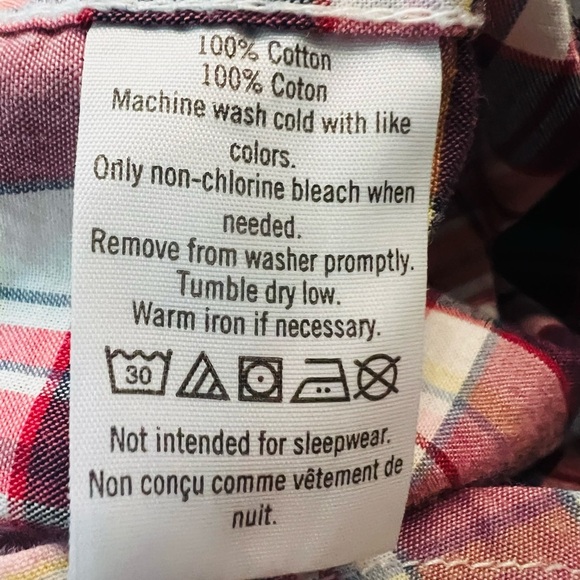 100% Cotton
100% Coton
Machine wash cold with like
colors.
Only non-chlorine bleach when
needed.
Remove from washer promptly.
Tumble dry low.
Warm iron if necessary.
30
Not intended for sleepwear.
Non conçu comme vêtement de
nuit.